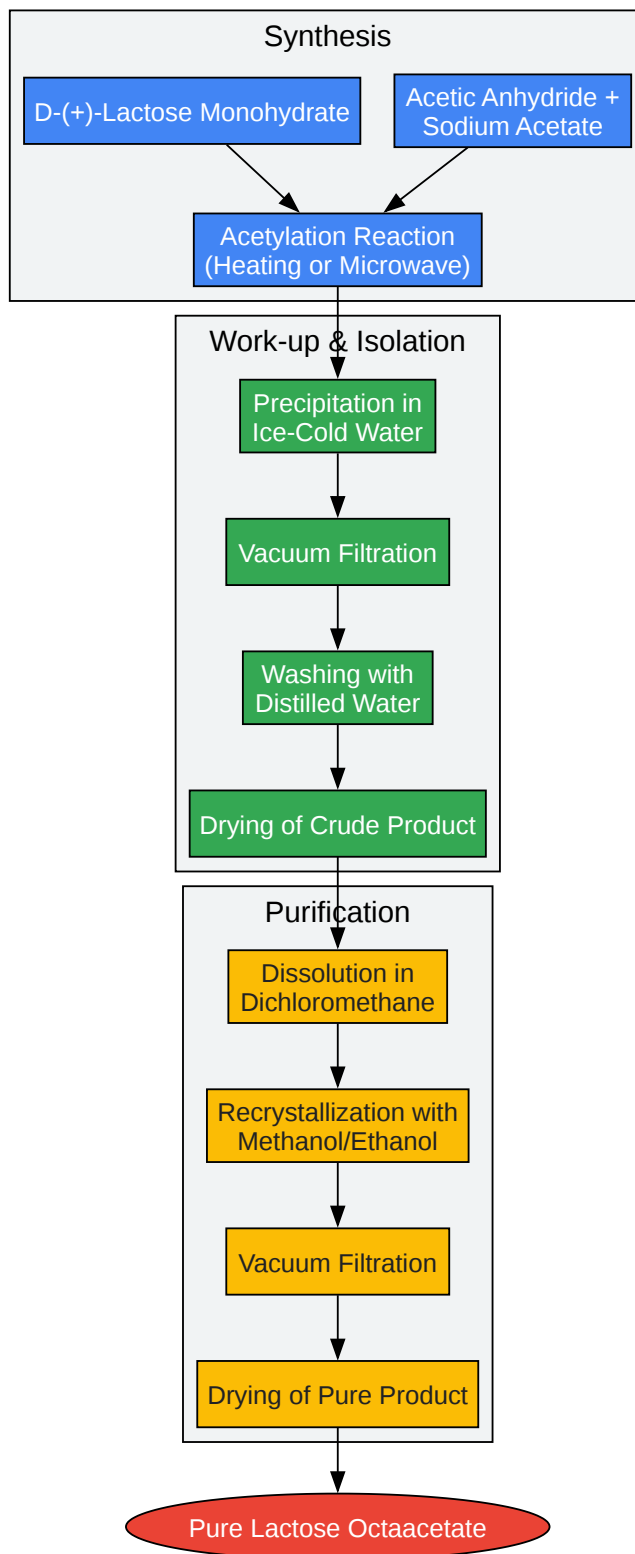 Synthesis
D-(+)-Lactose Monohydrate
Acetic Anhydride +
Sodium Acetate
Acetylation Reaction
(Heating or Microwave)
Work-up & Isolation
Precipitation in
Ice-Cold Water
Vacuum Filtration
Washing with
Distilled Water
Drying of Crude Product
Purification
Dissolution in
Dichloromethane
Recrystallization with
Methanol/Ethanol
Vacuum Filtration
Drying of Pure Product
Pure Lactose Octaacetate